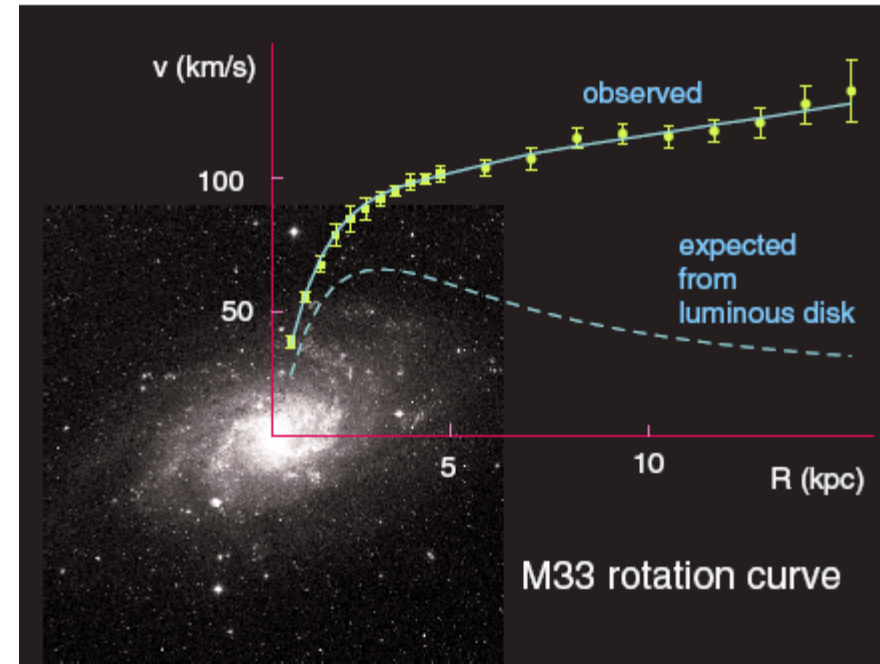 v (km/s)
observed
100
expected
from
luminous disk
50
5
10
R (kpc)
M33 rotation curve